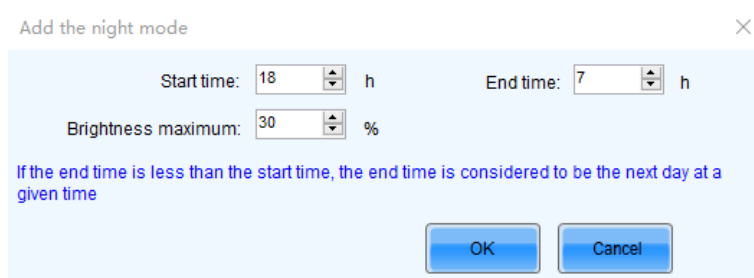 Add the night mode
Start time: 18 h End time: 7 h
Brightness maximum: 30 %
If the end time is less than the start time, the end time is considered to be the next day at a
given time
OK Cancel